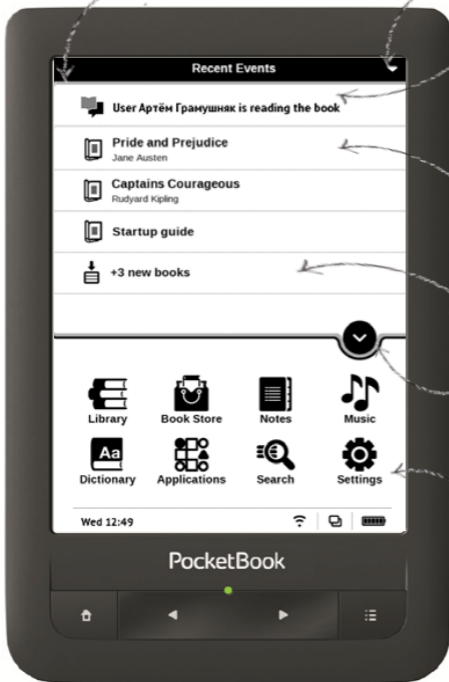 Recent Events
User Артём Грамушняк is reading the book
Pride and Prejudice
Jane Austen
Captains Courageous
Rudyard Kipling
Startup guide
+3 new books
Library Book Store Notes Music
Aa
Dictionary Applications Search Settings
Wed 12:49
PocketBook